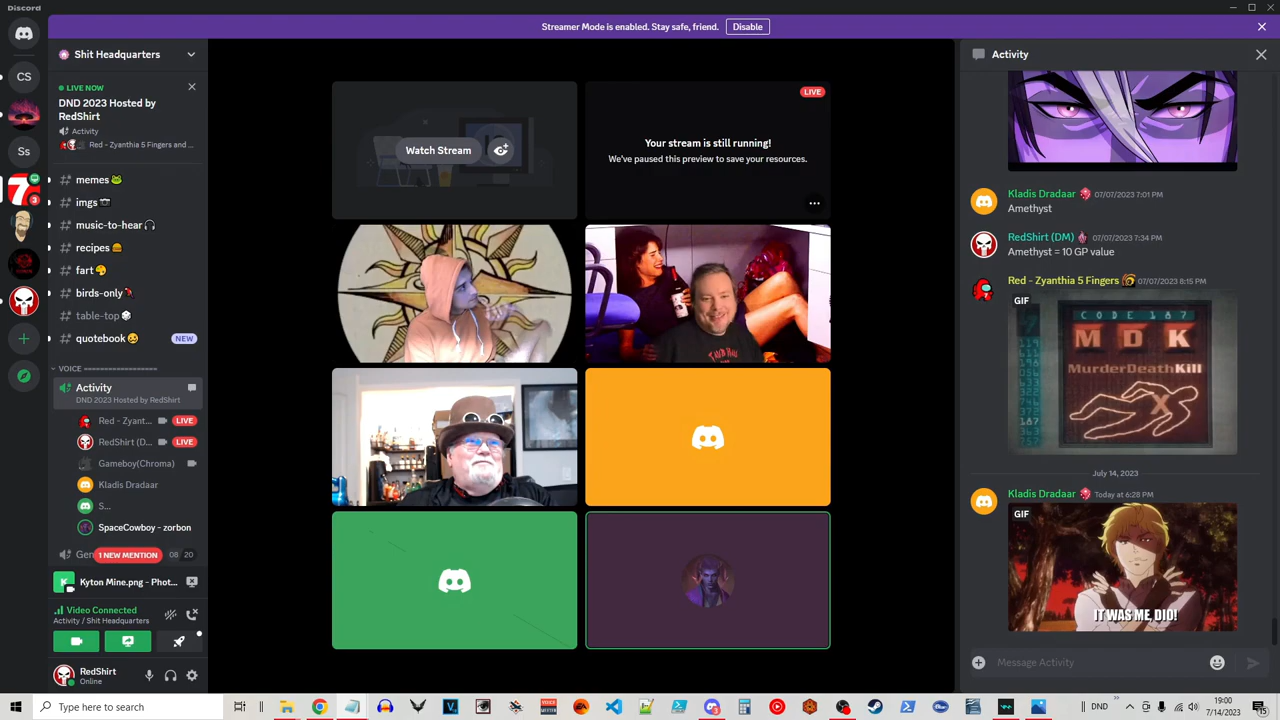 Discord
Streamer Mode is enabled. Stay safe, friend.
Disable
Shit Headquarters
LIVE NOW
DND 2023 Hosted by
RedShirt
Activity
Red - Zyanthia 5 Fingers and ...
memes
imgs
music-to-hear
recipes
fart
birds-only
table-top
quotebook
NEW
VOICE
Activity
DND 2023 Hosted by RedShirt
Red - Zyant...
LIVE
RedShirt (D...
LIVE
Gameboy(Chroma)
Kladis Dradaar
S...
SpaceCowboy - zorbon
Gen
1 NEW MENTION
08 20
Kyton Mine.png - Phot...
Video Connected
Activity / Shit Headquarters
RedShirt
Online
CS
Ss
3
Watch Stream
LIVE
Your stream is still running!
We've paused this preview to save your resources.
Activity
Kladis Dradaar 07/07/2023 7:01 PM
Amethyst
RedShirt (DM) 07/07/2023 7:34 PM
Amethyst = 10 GP value
Red - Zyanthia 5 Fingers 07/07/2023 8:15 PM
GIF
CODE 187
MDK
MurderDeathKill
187
July 14, 2023
Kladis Dradaar Today at 6:28 PM
GIF
IT WAS ME, DIO!
Message Activity
Type here to search
DND
19:00
7/14/2023